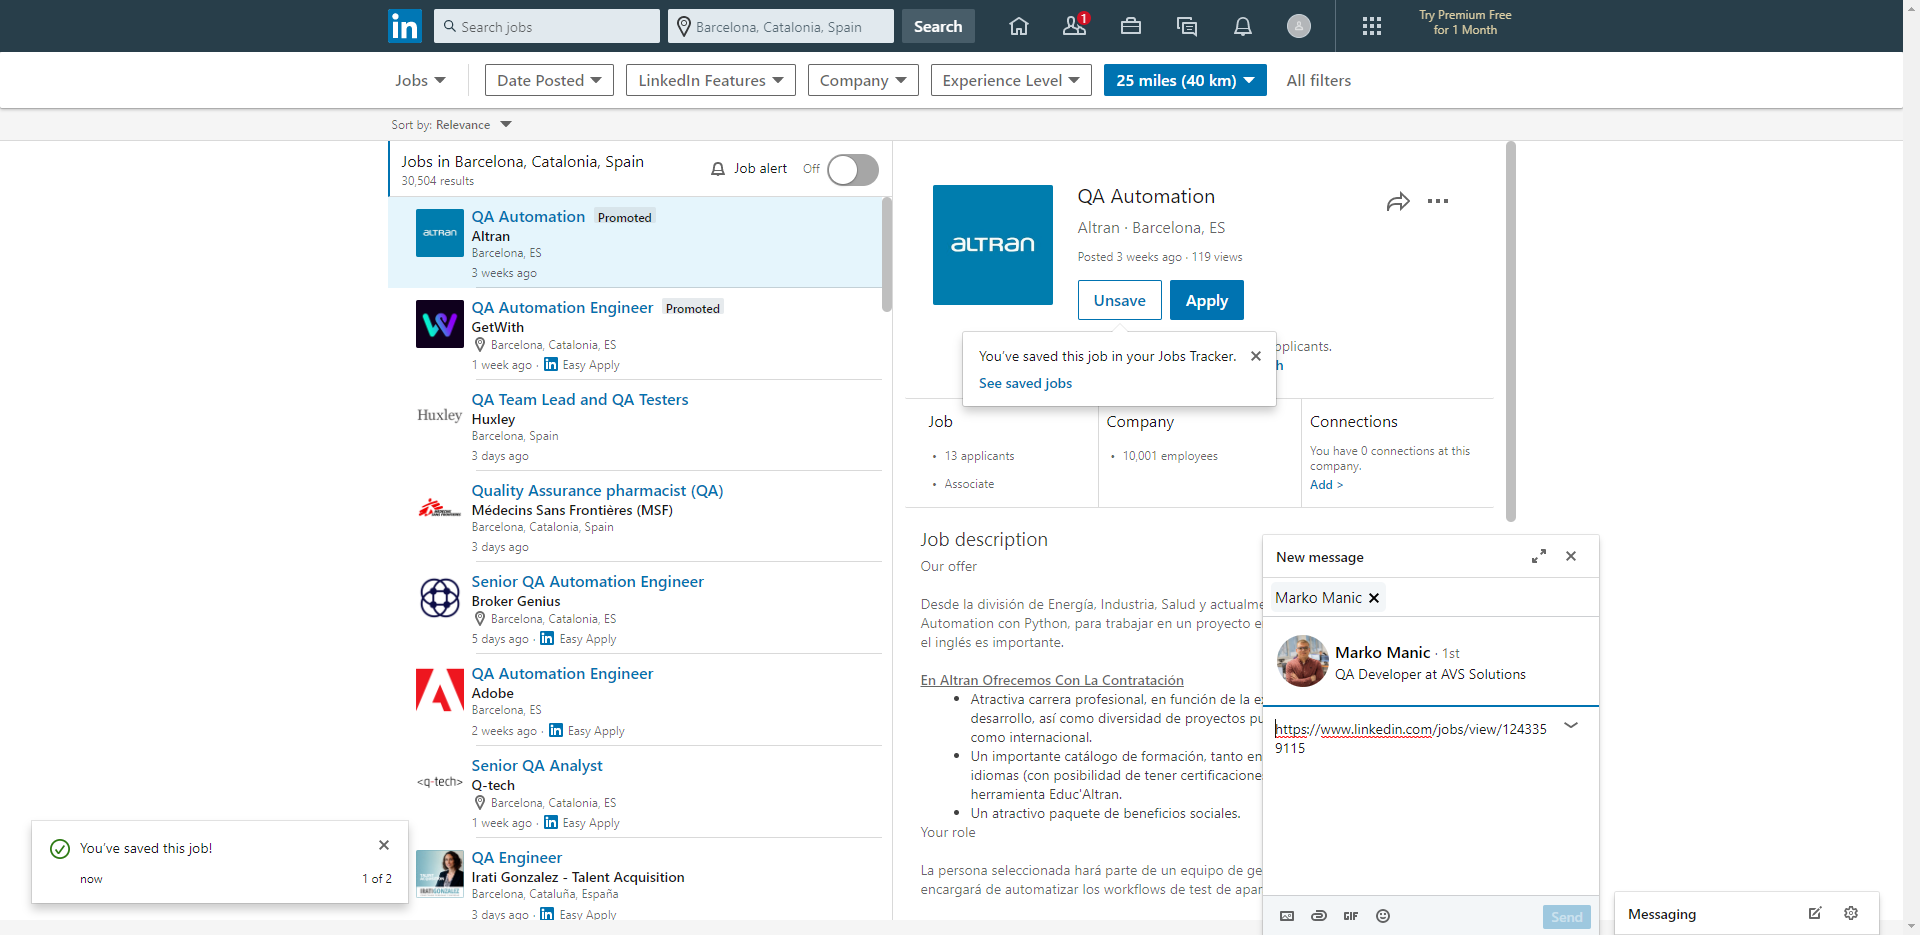 in
Search jobs
Barcelona, Catalonia, Spain
Search
1
Try Premium Free
for 1 Month
Jobs
Date Posted
LinkedIn Features
Company
Experience Level
25 miles (40 km)
All filters
Sort by: Relevance
Jobs in Barcelona, Catalonia, Spain
30,504 results
Job alert
Off
ALTRAN
QA Automation
Promoted
Altran
Barcelona, ES
3 weeks ago
QA Automation Engineer
Promoted
GetWith
Barcelona, Catalonia, ES
1 week ago · in Easy Apply
Huxley
QA Team Lead and QA Testers
Huxley
Barcelona, Spain
3 days ago
Quality Assurance pharmacist (QA)
Médecins Sans Frontières (MSF)
Barcelona, Catalonia, Spain
3 days ago
Senior QA Automation Engineer
Broker Genius
Barcelona, Catalonia, ES
5 days ago · in Easy Apply
QA Automation Engineer
Adobe
Barcelona, ES
2 weeks ago · in Easy Apply
<q-tech>
Senior QA Analyst
Q-tech
Barcelona, Catalonia, ES
1 week ago · in Easy Apply
QA Engineer
Irati Gonzalez - Talent Acquisition
Barcelona, Cataluña, España
3 days ago · in Easy Apply
ALTRAN
QA Automation
Altran · Barcelona, ES
Posted 3 weeks ago · 119 views
Unsave
Apply
You've saved this job in your Jobs Tracker.
See saved jobs
pplicants.
h
Job
• 13 applicants
• Associate
Company
• 10,001 employees
Connections
You have 0 connections at this
company.
Add >
Job description
Our offer
Desde la división de Energía, Industria, Salud y actualme
Automation con Python, para trabajar en un proyecto e
el inglés es importante.
En Altran Ofrecemos Con La Contratación
• Atractiva carrera profesional, en función de la ex
desarrollo, así como diversidad de proyectos pu
como internacional.
• Un importante catálogo de formación, tanto en
idiomas (con posibilidad de tener certificacione
herramienta Educ'Altran.
• Un atractivo paquete de beneficios sociales.
Your role
La persona seleccionada hará parte de un equipo de ge
encargará de automatizar los workflows de test de apar
New message
Marko Manic
Marko Manic · 1st
QA Developer at AVS Solutions
https://www.linkedin.com/jobs/view/124335
9115
GIF
Send
Messaging
You've saved this job!
now
1 of 2